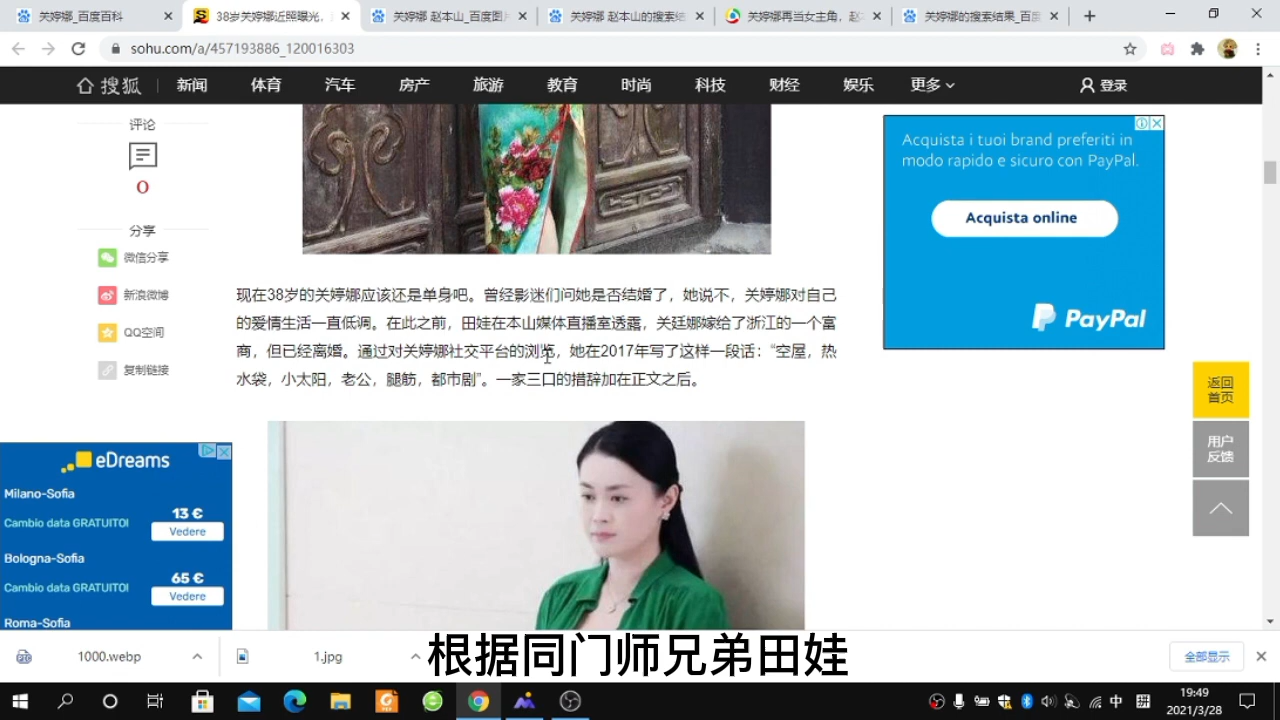 关婷娜_百度百科
38岁关婷娜近照曝光，
关婷娜 赵本山_百度图片
关婷娜 赵本山的搜索结
关婷娜再当女主角，赵
关婷娜的搜索结果_百度
sohu.com/a/457193886_120016303
搜狐
新闻
体育
汽车
房产
旅游
教育
时尚
科技
财经
娱乐
更多
登录
评论
0
分享
微信分享
新浪微博
QQ空间
复制链接
现在38岁的关婷娜应该还是单身吧。曾经影迷们问她是否结婚了，她说不，关婷娜对自己
的爱情生活一直低调。在此之前，田娃在本山媒体直播室透露，关廷娜嫁给了浙江的一个富
商，但已经离婚。通过对关婷娜社交平台的浏览，她在2017年写了这样一段话：“空屋，热
水袋，小太阳，老公，腿筋，都市剧”。一家三口的措辞加在正文之后。
Acquista i tuoi brand preferiti in
modo rapido e sicuro con PayPal.
Acquista online
PayPal
返回
首页
用户
反馈
eDreams
Milano-Sofia
13 €
Cambio data GRATUITO!
Vedere
Bologna-Sofia
65 €
Cambio data GRATUITO!
Vedere
Roma-Sofia
1000.webp
1.jpg
根据同门师兄弟田娃
全部显示
中
拼
19:49
2021/3/28